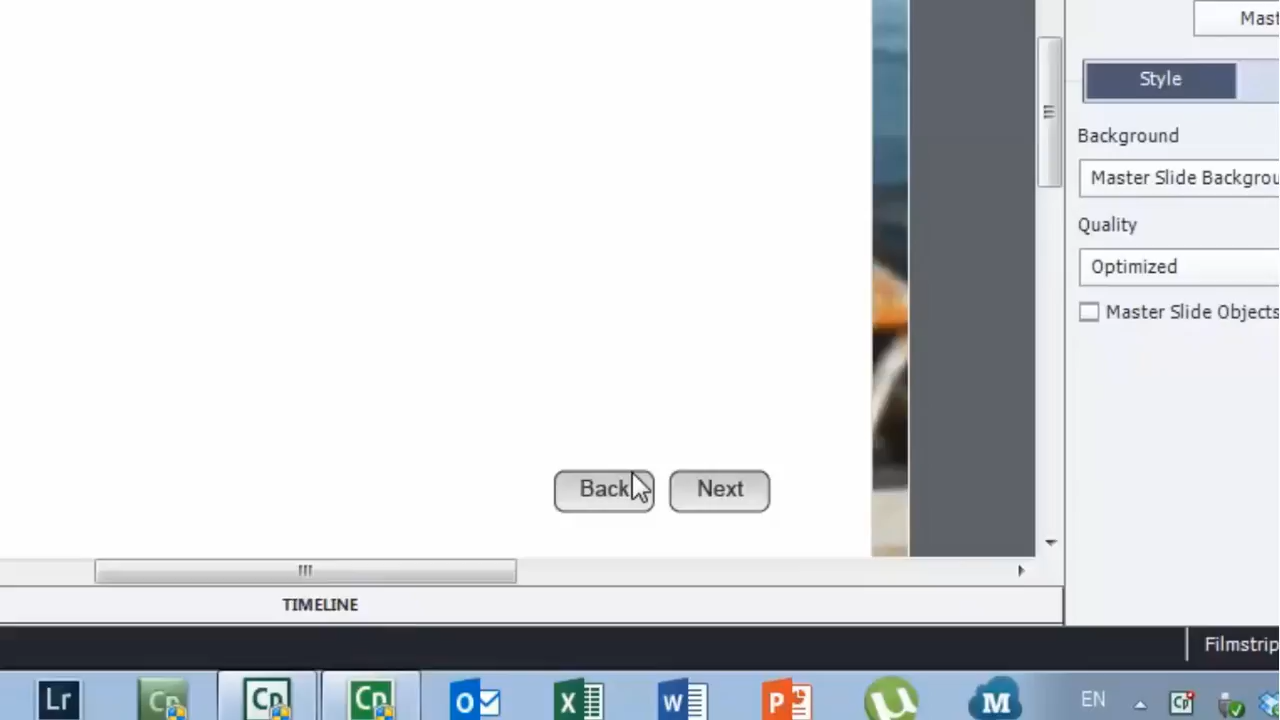 Mast
Style
Background
Master Slide Backgrou
Quality
Optimized
Master Slide Objects
Back Next
TIMELINE
Filmstrip
Lr Cp Cp Cp O X W P µ M EN Cp